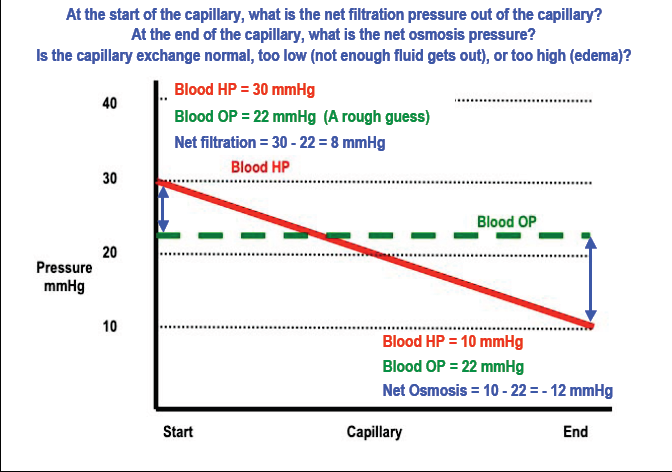 At the start of the capillary, what is the net filtration pressure out of the capillary?
At the end of the capillary, what is the net osmosis pressure?
Is the capillary exchange normal, too low (not enough fluid gets out), or too high (edema)?
Blood HP = 30 mmHg
40
Blood OP = 22 mmHg (A rough guess)
Net filtration = 30 - 22 = 8 mmHg
Blood HP
30
Blood OP
20
Pressure
mmHg
10
Blood HP = 10 mmHg
Blood OP = 22 mmHg
Net Osmosis = 10 - 22 = - 12 mmHg
Start
Capillary
End